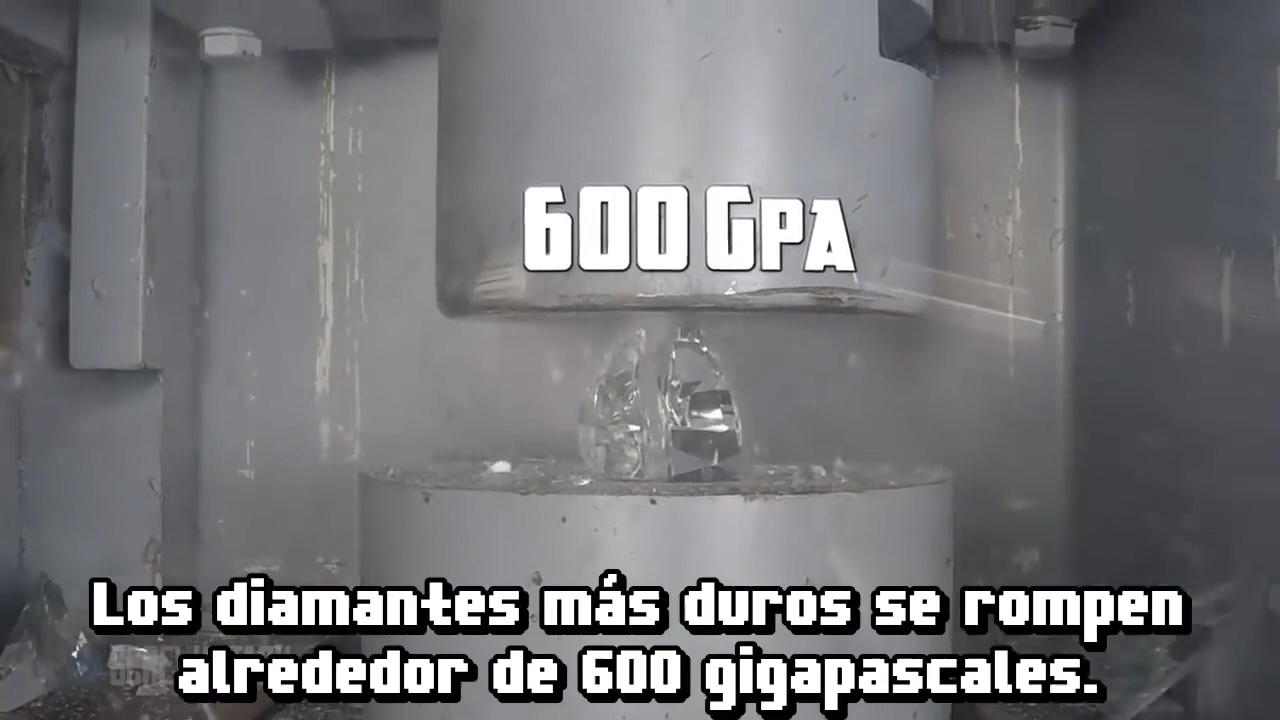 600 GPA
Los diamantes más duros se rompen
alrededor de 600 gigapascales.